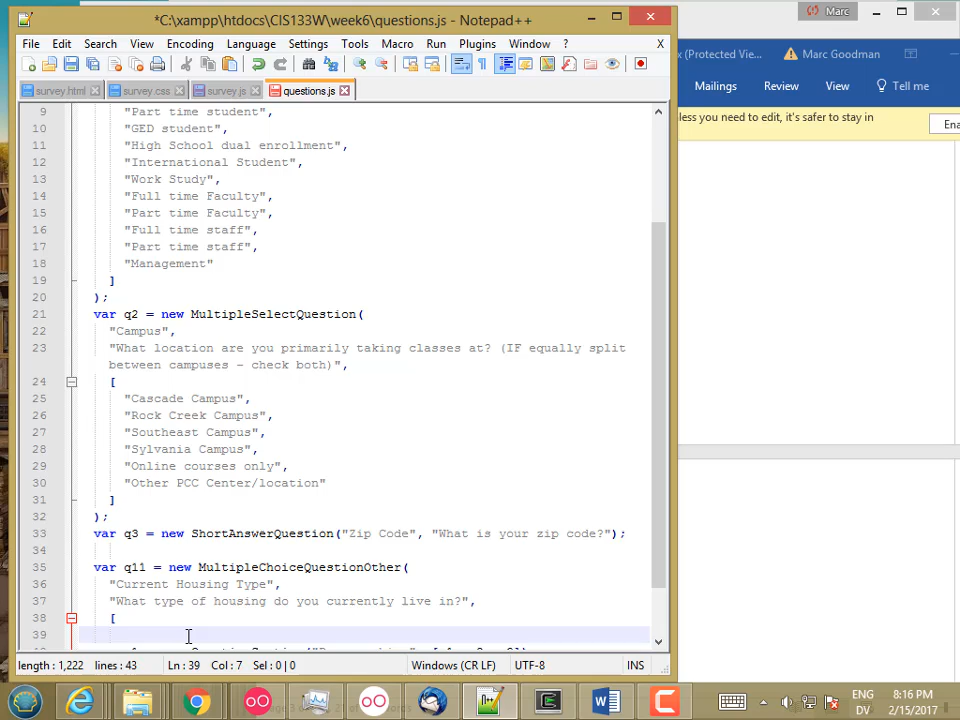 *C:\xampp\htdocs\CIS133W\week6\questions.js - Notepad++
Marc
File Edit Search View Encoding Language Settings Tools Macro Run Plugins Window ? X
x (Protected Vie...
Marc Goodman
Mailings Review View Tell me
survey.html survey.css survey.js questions.js
less you need to edit, it's safer to stay in
Ena
9 "Part time student",
10 "GED student",
11 "High School dual enrollment",
12 "International Student",
13 "Work Study",
14 "Full time Faculty",
15 "Part time Faculty",
16 "Full time staff",
17 "Part time staff",
18 "Management"
19 ]
20 );
21 var q2 = new MultipleSelectQuestion(
22 "Campus",
23 "What location are you primarily taking classes at? (IF equally split
between campuses - check both)",
24 [
25 "Cascade Campus",
26 "Rock Creek Campus",
27 "Southeast Campus",
28 "Sylvania Campus",
29 "Online courses only",
30 "Other PCC Center/location"
31 ]
32 );
33 var q3 = new ShortAnswerQuestion("Zip Code", "What is your zip code?");
34
35 var q11 = new MultipleChoiceQuestionOther(
36 "Current Housing Type",
37 "What type of housing do you currently live in?",
38 [
39
length : 1,222 lines : 43 Ln : 39 Col : 7 Sel : 0 | 0 Windows (CR LF) UTF-8 INS
ENG
DV
8:16 PM
2/15/2017